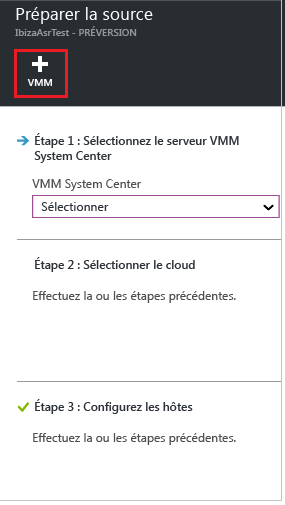 Préparer la source
IbizaAsrTest - PRÉVERSION
VMM
Étape 1 : Sélectionnez le serveur VMM
System Center
VMM System Center
Sélectionner
Étape 2 : Sélectionner le cloud
Effectuez la ou les étapes précédentes.
Étape 3 : Configurez les hôtes
Effectuez la ou les étapes précédentes.